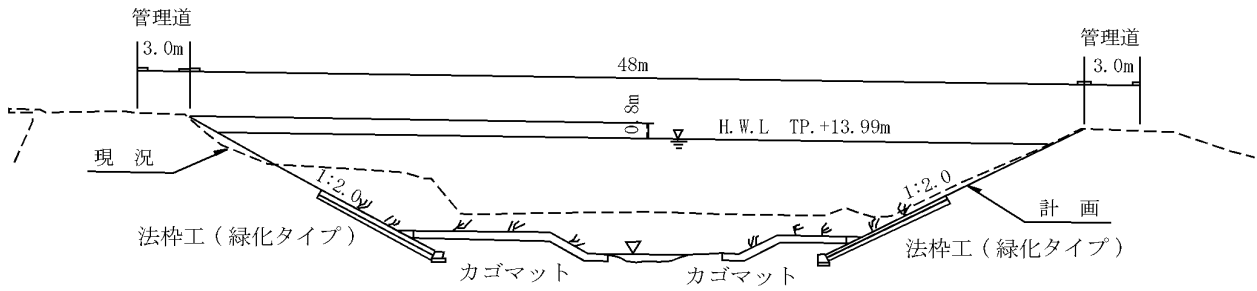 管理道
3.0m
管理道
3.0m
48m
0.8m
H.W.L TP.+13.99m
現 況
1:2.0
1:2.0
計 画
法枠工(緑化タイプ)
法枠工(緑化タイプ)
カゴマット
カゴマット